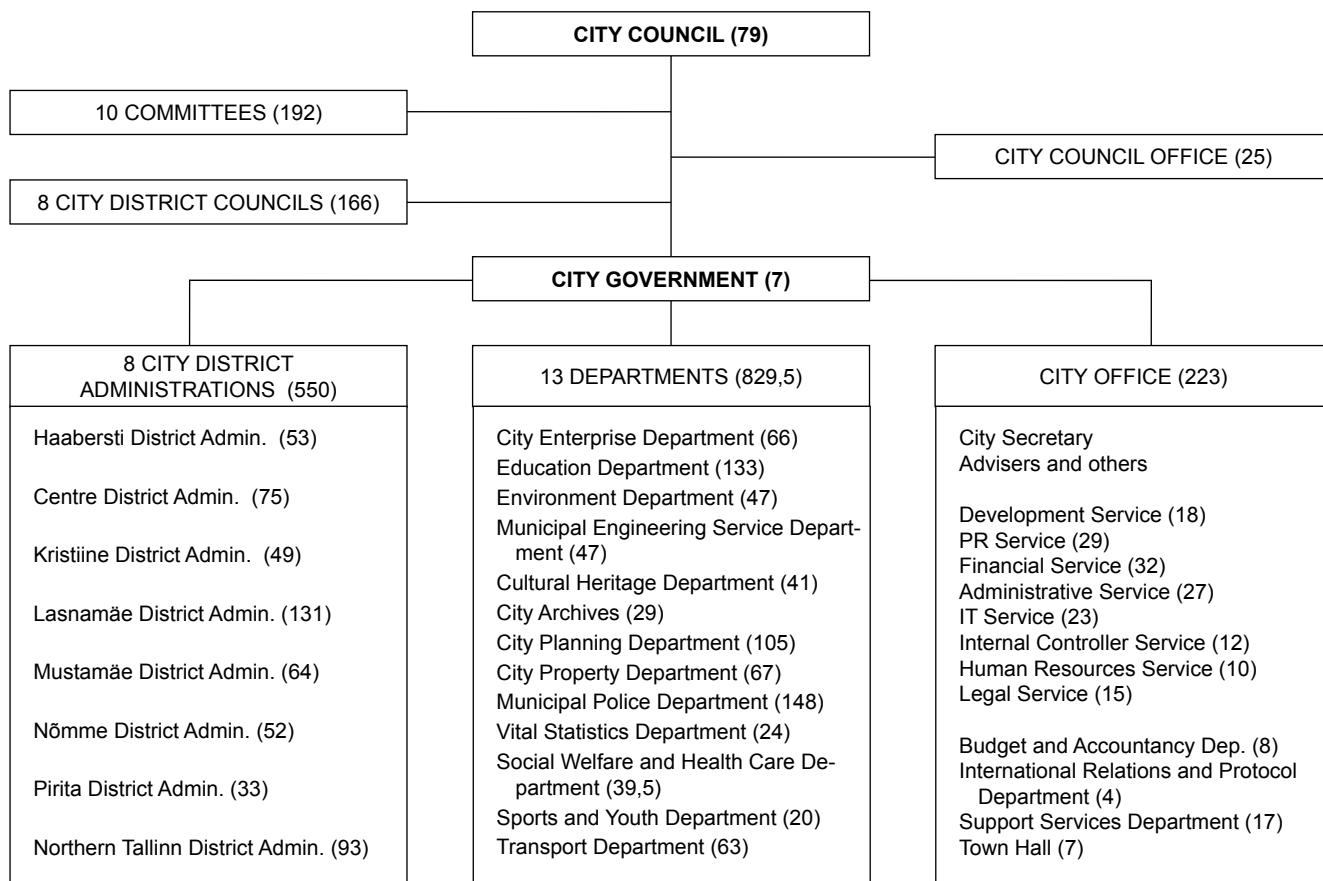 CITY COUNCIL (79)
10 COMMITTEES (192)
CITY COUNCIL OFFICE (25)
8 CITY DISTRICT COUNCILS (166)
CITY GOVERNMENT (7)
8 CITY DISTRICT
ADMINISTRATIONS (550)
Haabersti District Admin. (53)
Centre District Admin. (75)
Kristiine District Admin. (49)
Lasnamäe District Admin. (131)
Mustamäe District Admin. (64)
Nõmme District Admin. (52)
Pirita District Admin. (33)
Northern Tallinn District Admin. (93)
13 DEPARTMENTS (829,5)
City Enterprise Department (66)
Education Department (133)
Environment Department (47)
Municipal Engineering Service Depart-
ment (47)
Cultural Heritage Department (41)
City Archives (29)
City Planning Department (105)
City Property Department (67)
Municipal Police Department (148)
Vital Statistics Department (24)
Social Welfare and Health Care De-
partment (39,5)
Sports and Youth Department (20)
Transport Department (63)
CITY OFFICE (223)
City Secretary
Advisers and others
Development Service (18)
PR Service (29)
Financial Service (32)
Administrative Service (27)
IT Service (23)
Internal Controller Service (12)
Human Resources Service (10)
Legal Service (15)
Budget and Accountancy Dep. (8)
International Relations and Protocol
Department (4)
Support Services Department (17)
Town Hall (7)